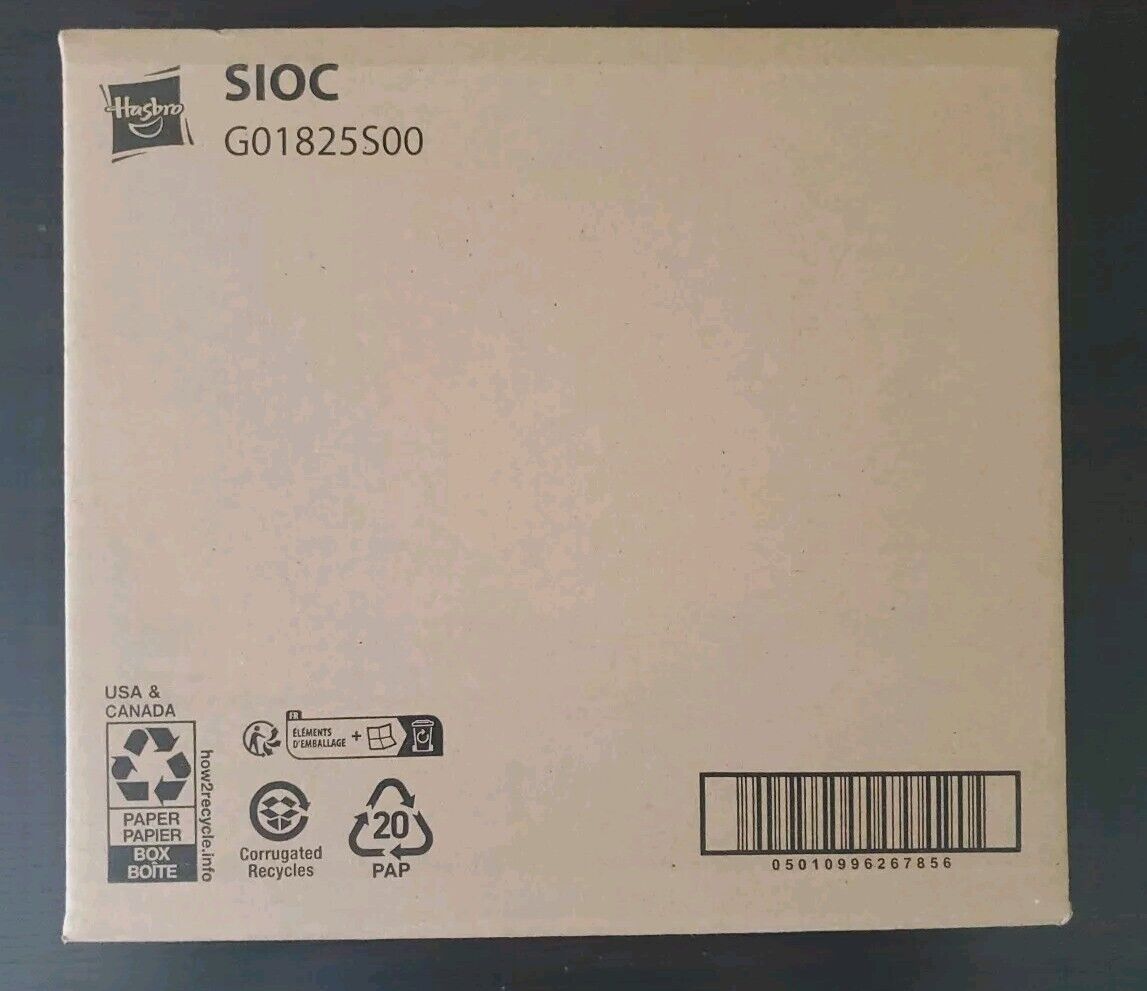 Hasbro
SIOC
G01825S00
USA &
CANADA
PAPER
PAPIER
BOX
BOÎTE
how2recycle.info
FR
ÉLÉMENTS
D'EMBALLAGE
+
Corrugated
Recycles
20
PAP
05010996267856